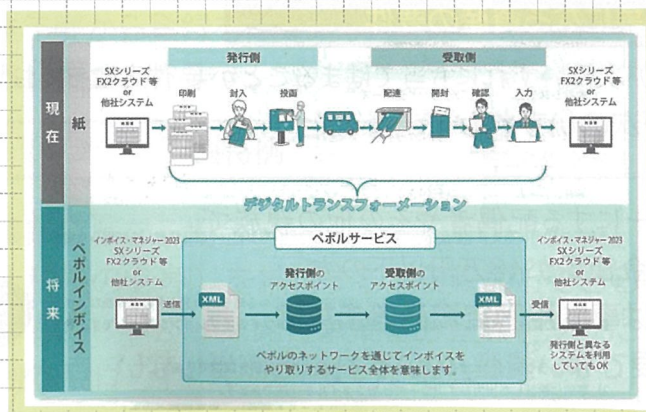 発行側
受取側
SXシリーズ
FX2クラウド等
or
他社システム
印刷
封入
投函
配達
開封
確認
入力
SXシリーズ
FX2クラウド等
or
他社システム
現在
紙
デジタルトランスフォーメーション
将来
ペポルインボイス
インボイス・マネジャー2023
SXシリーズ
FX2クラウド等
or
他社システム
送信
ペポルサービス
XML
発行側の
アクセスポイント
受取側の
アクセスポイント
XML
ペポルのネットワークを通じてインボイスを
やり取りするサービス全体を意味します。
受信
インボイス・マネジャー2023
SXシリーズ
FX2クラウド等
or
他社システム
発行側と異なる
システムを利用
していてもOK